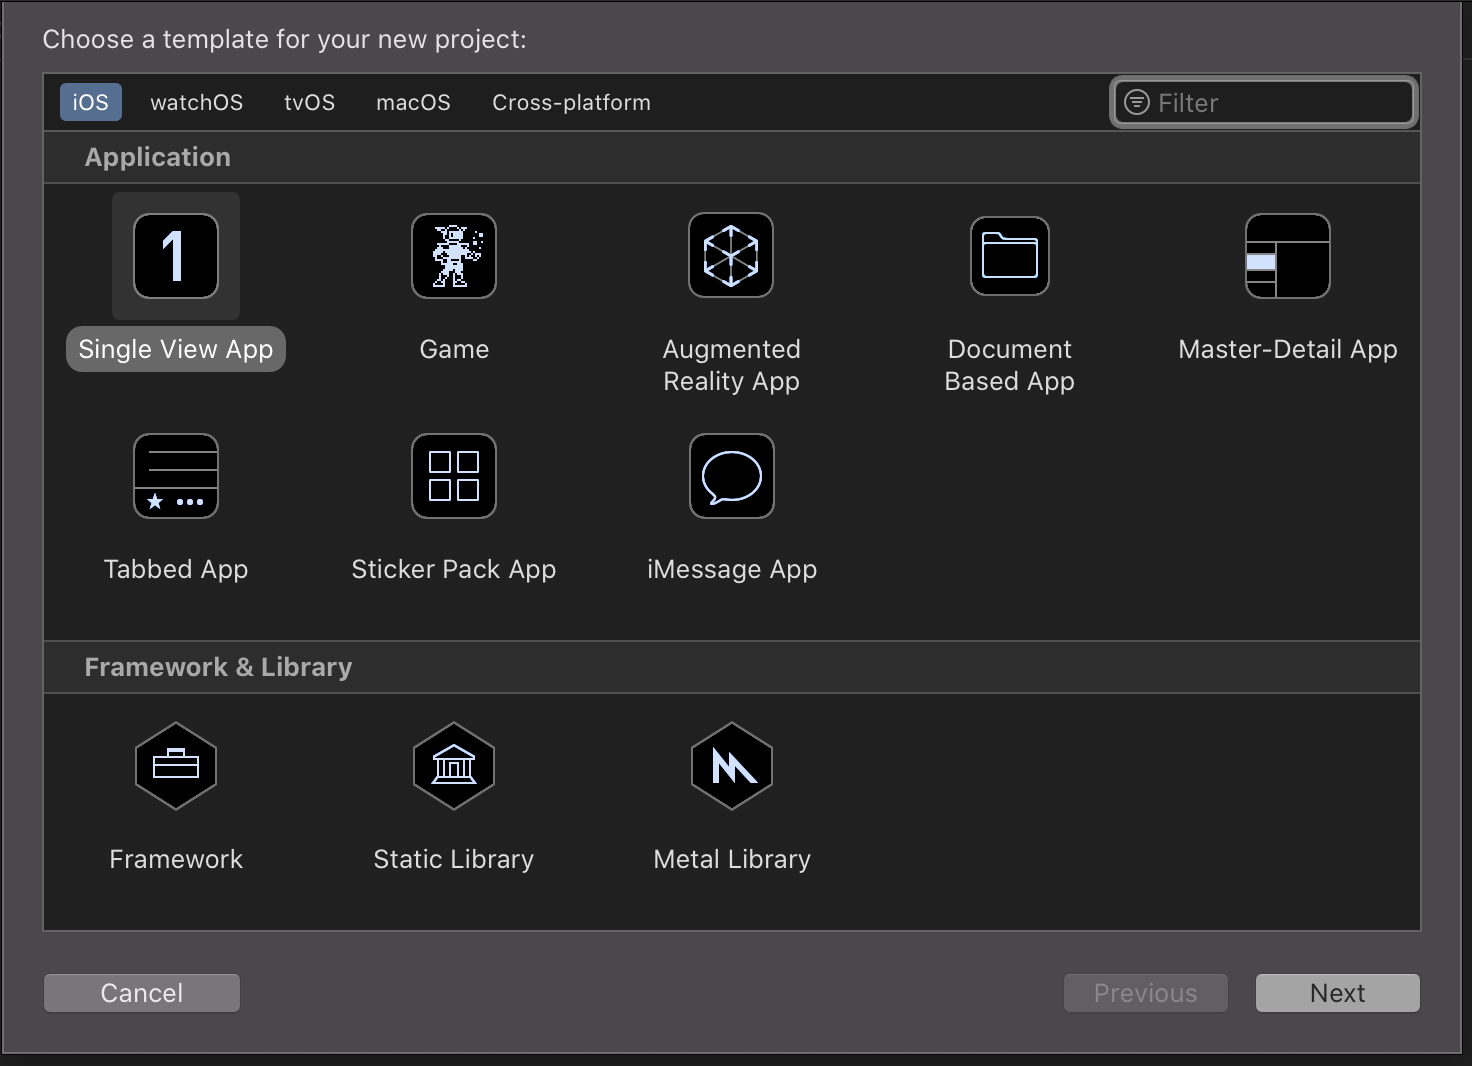 Choose a template for your new project:
iOS watchOS tvOS macOS Cross-platform Filter
Application
1
Single View App Game Augmented Reality App Document Based App Master-Detail App
Tabbed App Sticker Pack App iMessage App
Framework & Library
Framework Static Library Metal Library
Cancel Previous Next